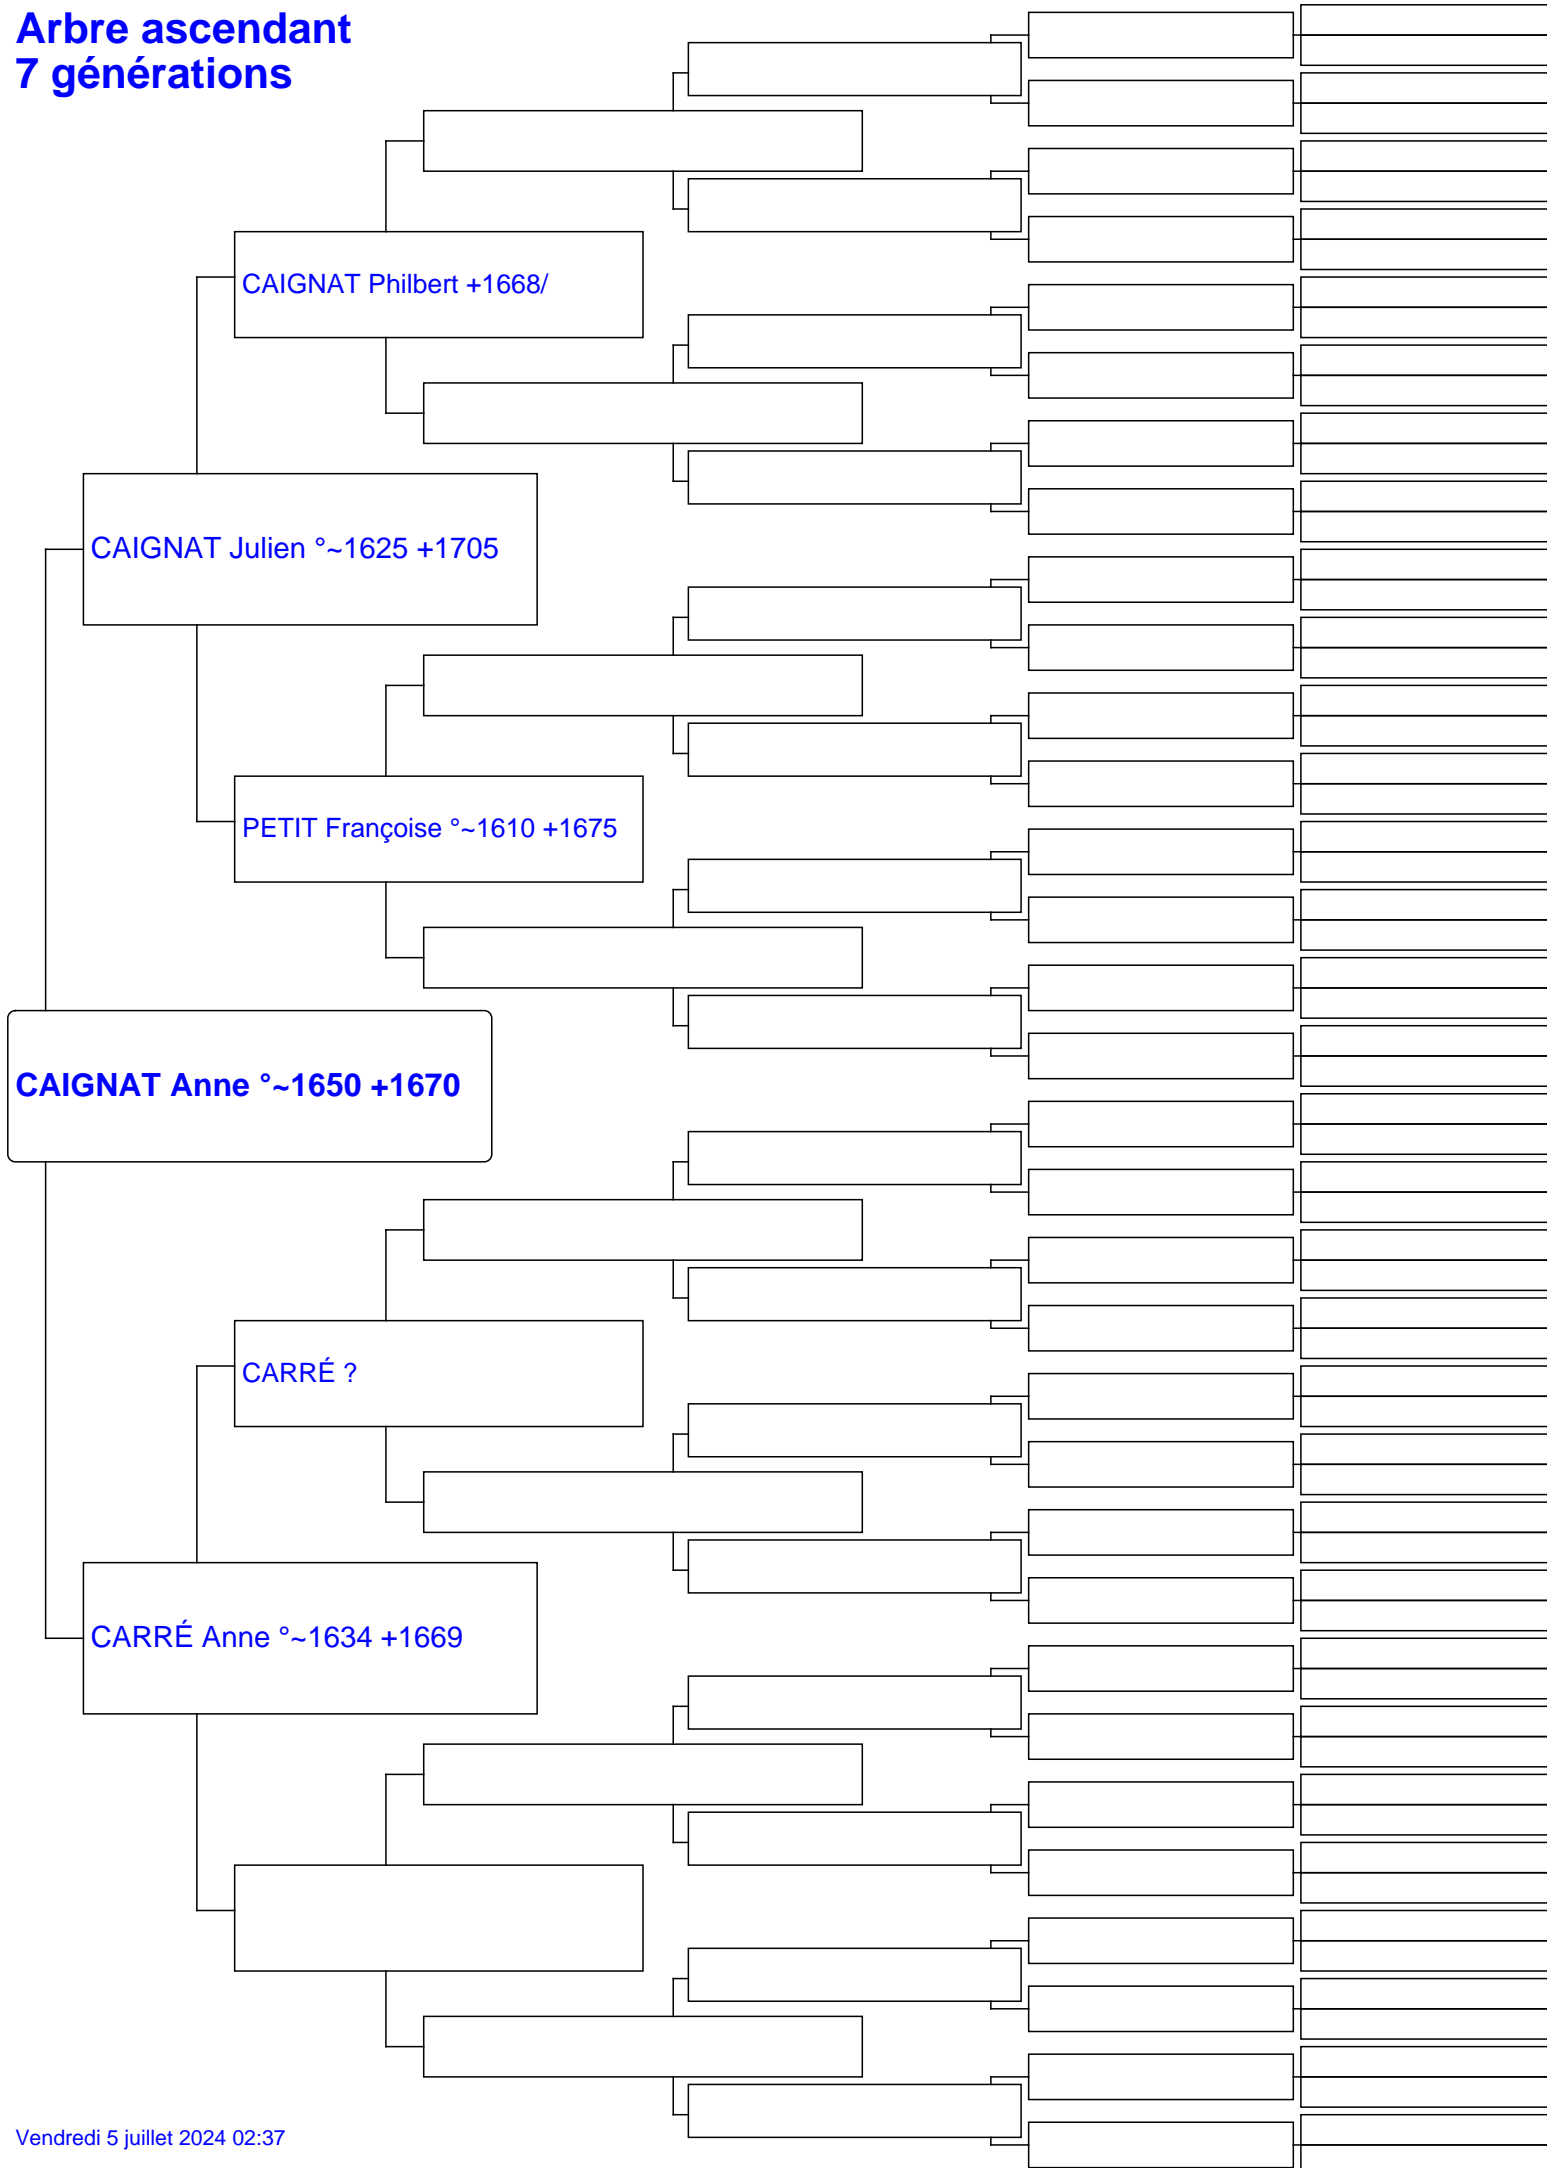 Arbre ascendant
7 générations
CAIGNAT Philbert +1668/
CAIGNAT Julien °~1625 +1705
PETIT Françoise °~1610 +1675
CAIGNAT Anne °~1650 +1670
CARRÉ ?
CARRÉ Anne °~1634 +1669
Vendredi 5 juillet 2024 02:37